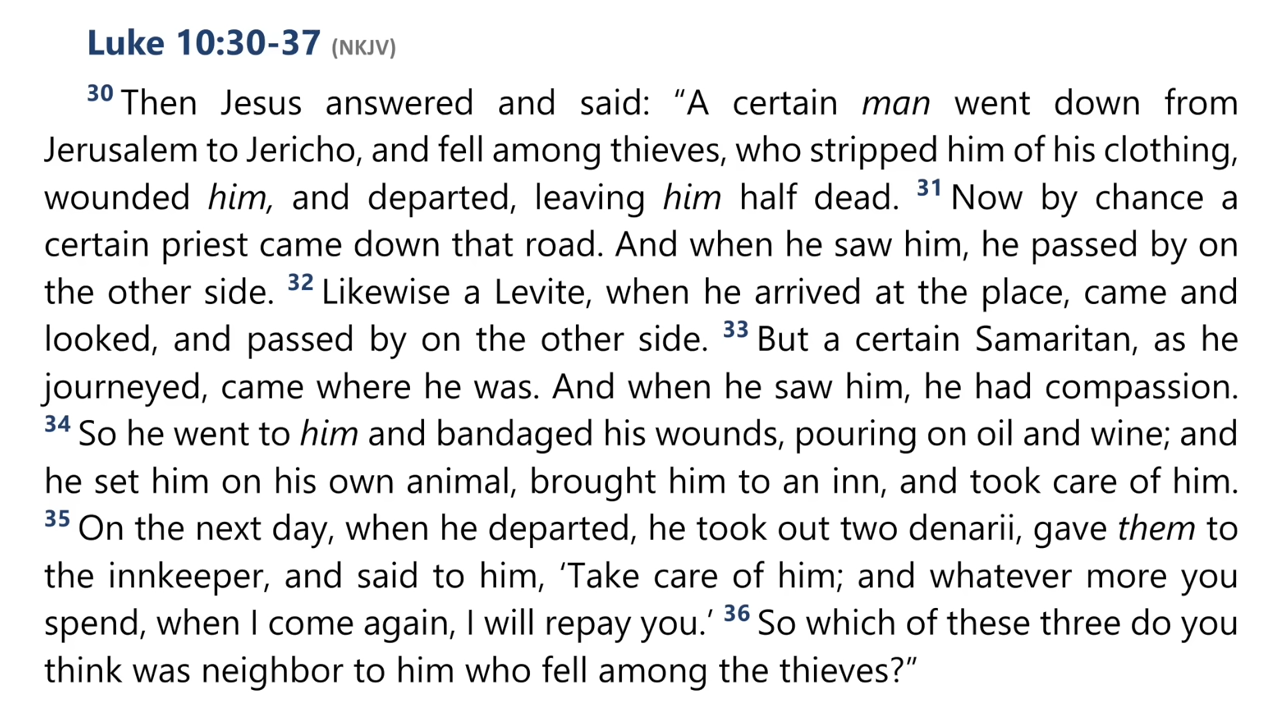 Luke 10:30-37 (NKJV)
30 Then Jesus answered and said: “A certain man went down from
Jerusalem to Jericho, and fell among thieves, who stripped him of his clothing,
wounded him, and departed, leaving him half dead. 31 Now by chance a
certain priest came down that road. And when he saw him, he passed by on
the other side. 32 Likewise a Levite, when he arrived at the place, came and
looked, and passed by on the other side. 33 But a certain Samaritan, as he
journeyed, came where he was. And when he saw him, he had compassion.
34 So he went to him and bandaged his wounds, pouring on oil and wine; and
he set him on his own animal, brought him to an inn, and took care of him.
35 On the next day, when he departed, he took out two denarii, gave them to
the innkeeper, and said to him, ‘Take care of him; and whatever more you
spend, when I come again, I will repay you.’ 36 So which of these three do you
think was neighbor to him who fell among the thieves?”